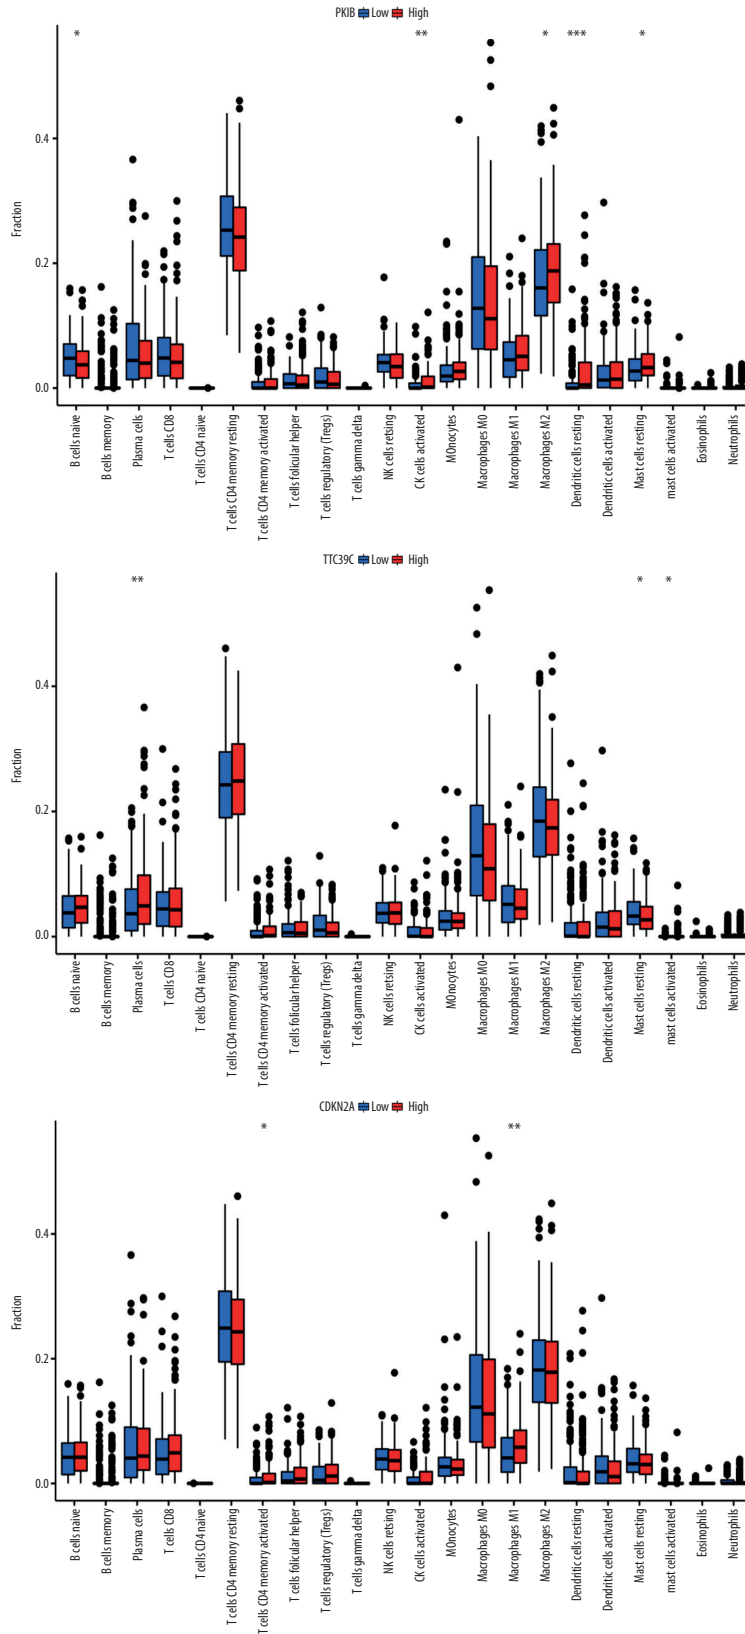 PKIB Low High
* ** * *** *
Fraction
0.4
0.2
0.0
B cells naive
B cells memory
Plasma cells
T cells CD8
T cells CD4 naive
T cells CD4 memory resting
T cells CD4 memory activated
T cells folicular helper
T cells regulatory (Tregs)
T cells gamma delta
NK cells retsing
CK cells activated
MOnocytes
Macrophages M0
Macrophages M1
Macrophages M2
Dendritic cells resting
Dendritic cells activated
Mast cells resting
mast cells activated
Eosinophils
Neutrophils
TTC39C Low High
** * *
Fraction
0.4
0.2
0.0
B cells naive
B cells memory
Plasma cells
T cells CD8
T cells CD4 naive
T cells CD4 memory resting
T cells CD4 memory activated
T cells follicular helper
T cells regulatory (Tregs)
T cells gamma delta
NK cells retsing
CK cells activated
MOnocytes
Macrophages M0
Macrophages M1
Macrophages M2
Dendritic cells resting
Dendritic cells activated
Mast cells resting
mast cells activated
Eosinophils
Neutrophils
CDKN2A Low High
* **
Fraction
0.4
0.2
0.0
B cells naive
B cells memory
Plasma cells
T cells CD8
T cells CD4 naive
T cells CD4 memory resting
T cells CD4 memory activated
T cells follicular helper
T cells regulatory (Tregs)
T cells gamma delta
NK cells retsing
CK cells activated
MOnocytes
Macrophages M0
Macrophages M1
Macrophages M2
Dendritic cells resting
Dendritic cells activated
Mast cells resting
mast cells activated
Eosinophils
Neutrophils